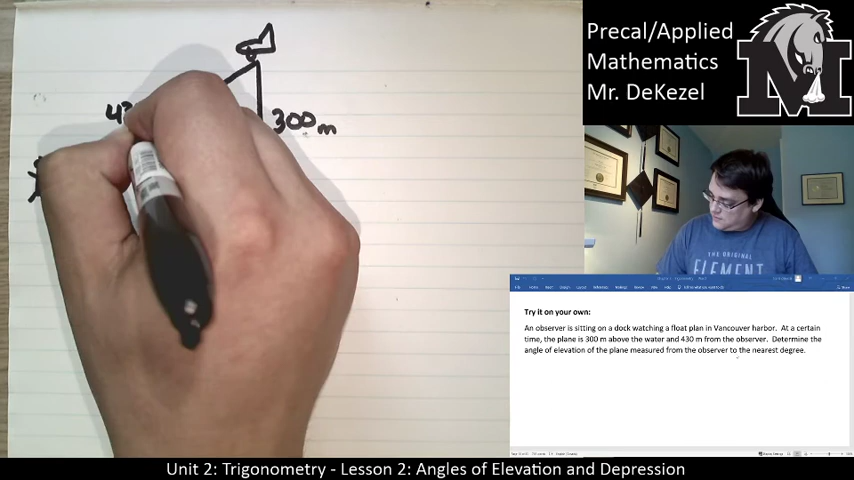 Precal/Applied
Mathematics
Mr. DeKezel
300 m
THE ORIGINAL
ELEMENT
Try it on your own:
An observer is sitting on a dock watching a float plan in Vancouver harbor. At a certain
time, the plane is 300 m above the water and 430 m from the observer. Determine the
angle of elevation of the plane measured from the observer to the nearest degree.
Unit 2: Trigonometry - Lesson 2: Angles of Elevation and Depression